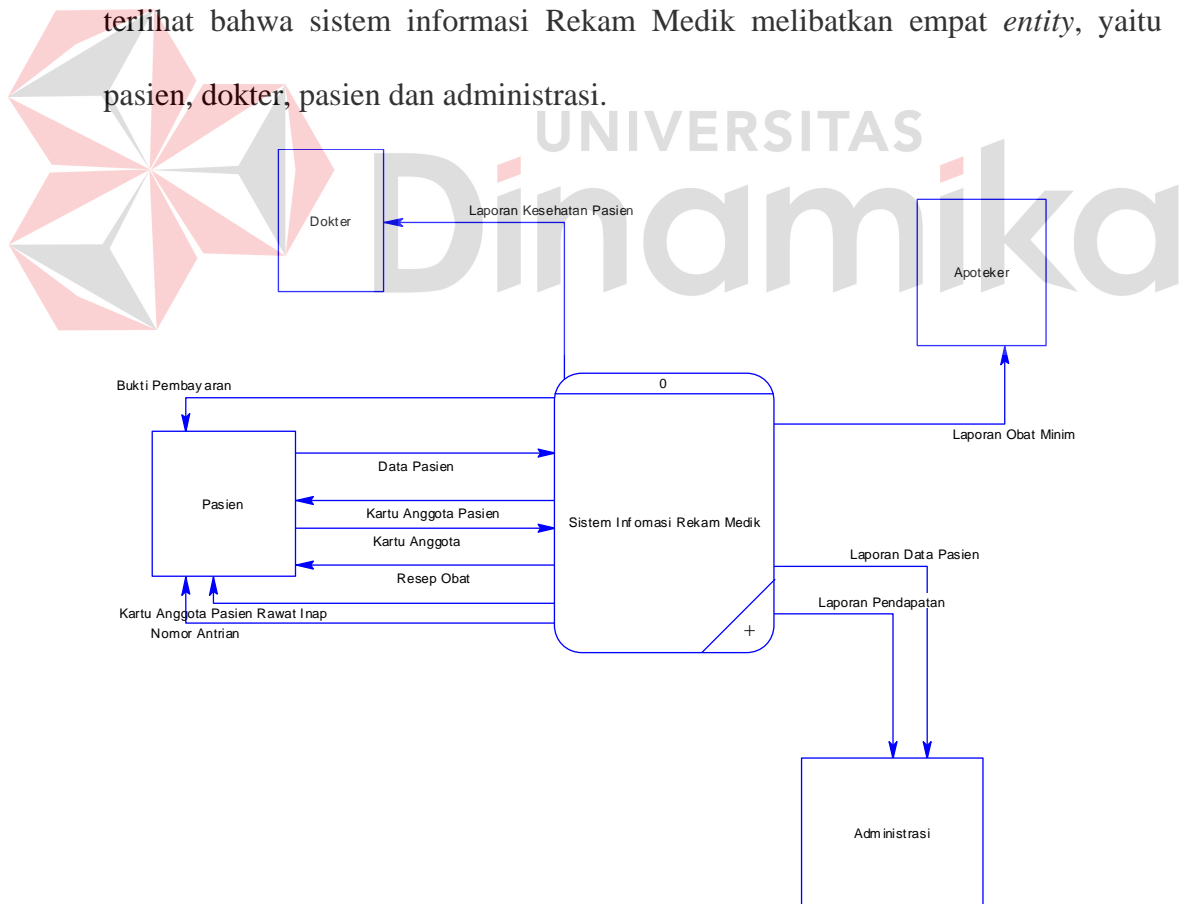 terlihat bahwa sistem informasi Rekam Medik melibatkan empat entity, yaitu
pasien, dokter, pasien dan administrasi.
UNIVERSITAS
Dinamika
Dokter
Laporan Kesehatan Pasien
Apoteker
Bukti Pembayaran
0
Laporan Obat Minim
Data Pasien
Pasien
Kartu Anggota Pasien
Sistem Infomasi Rekam Medik
Kartu Anggota
Laporan Data Pasien
Resep Obat
Laporan Pendapatan
Kartu Anggota Pasien Rawat Inap
Nomor Antrian
+
Administrasi